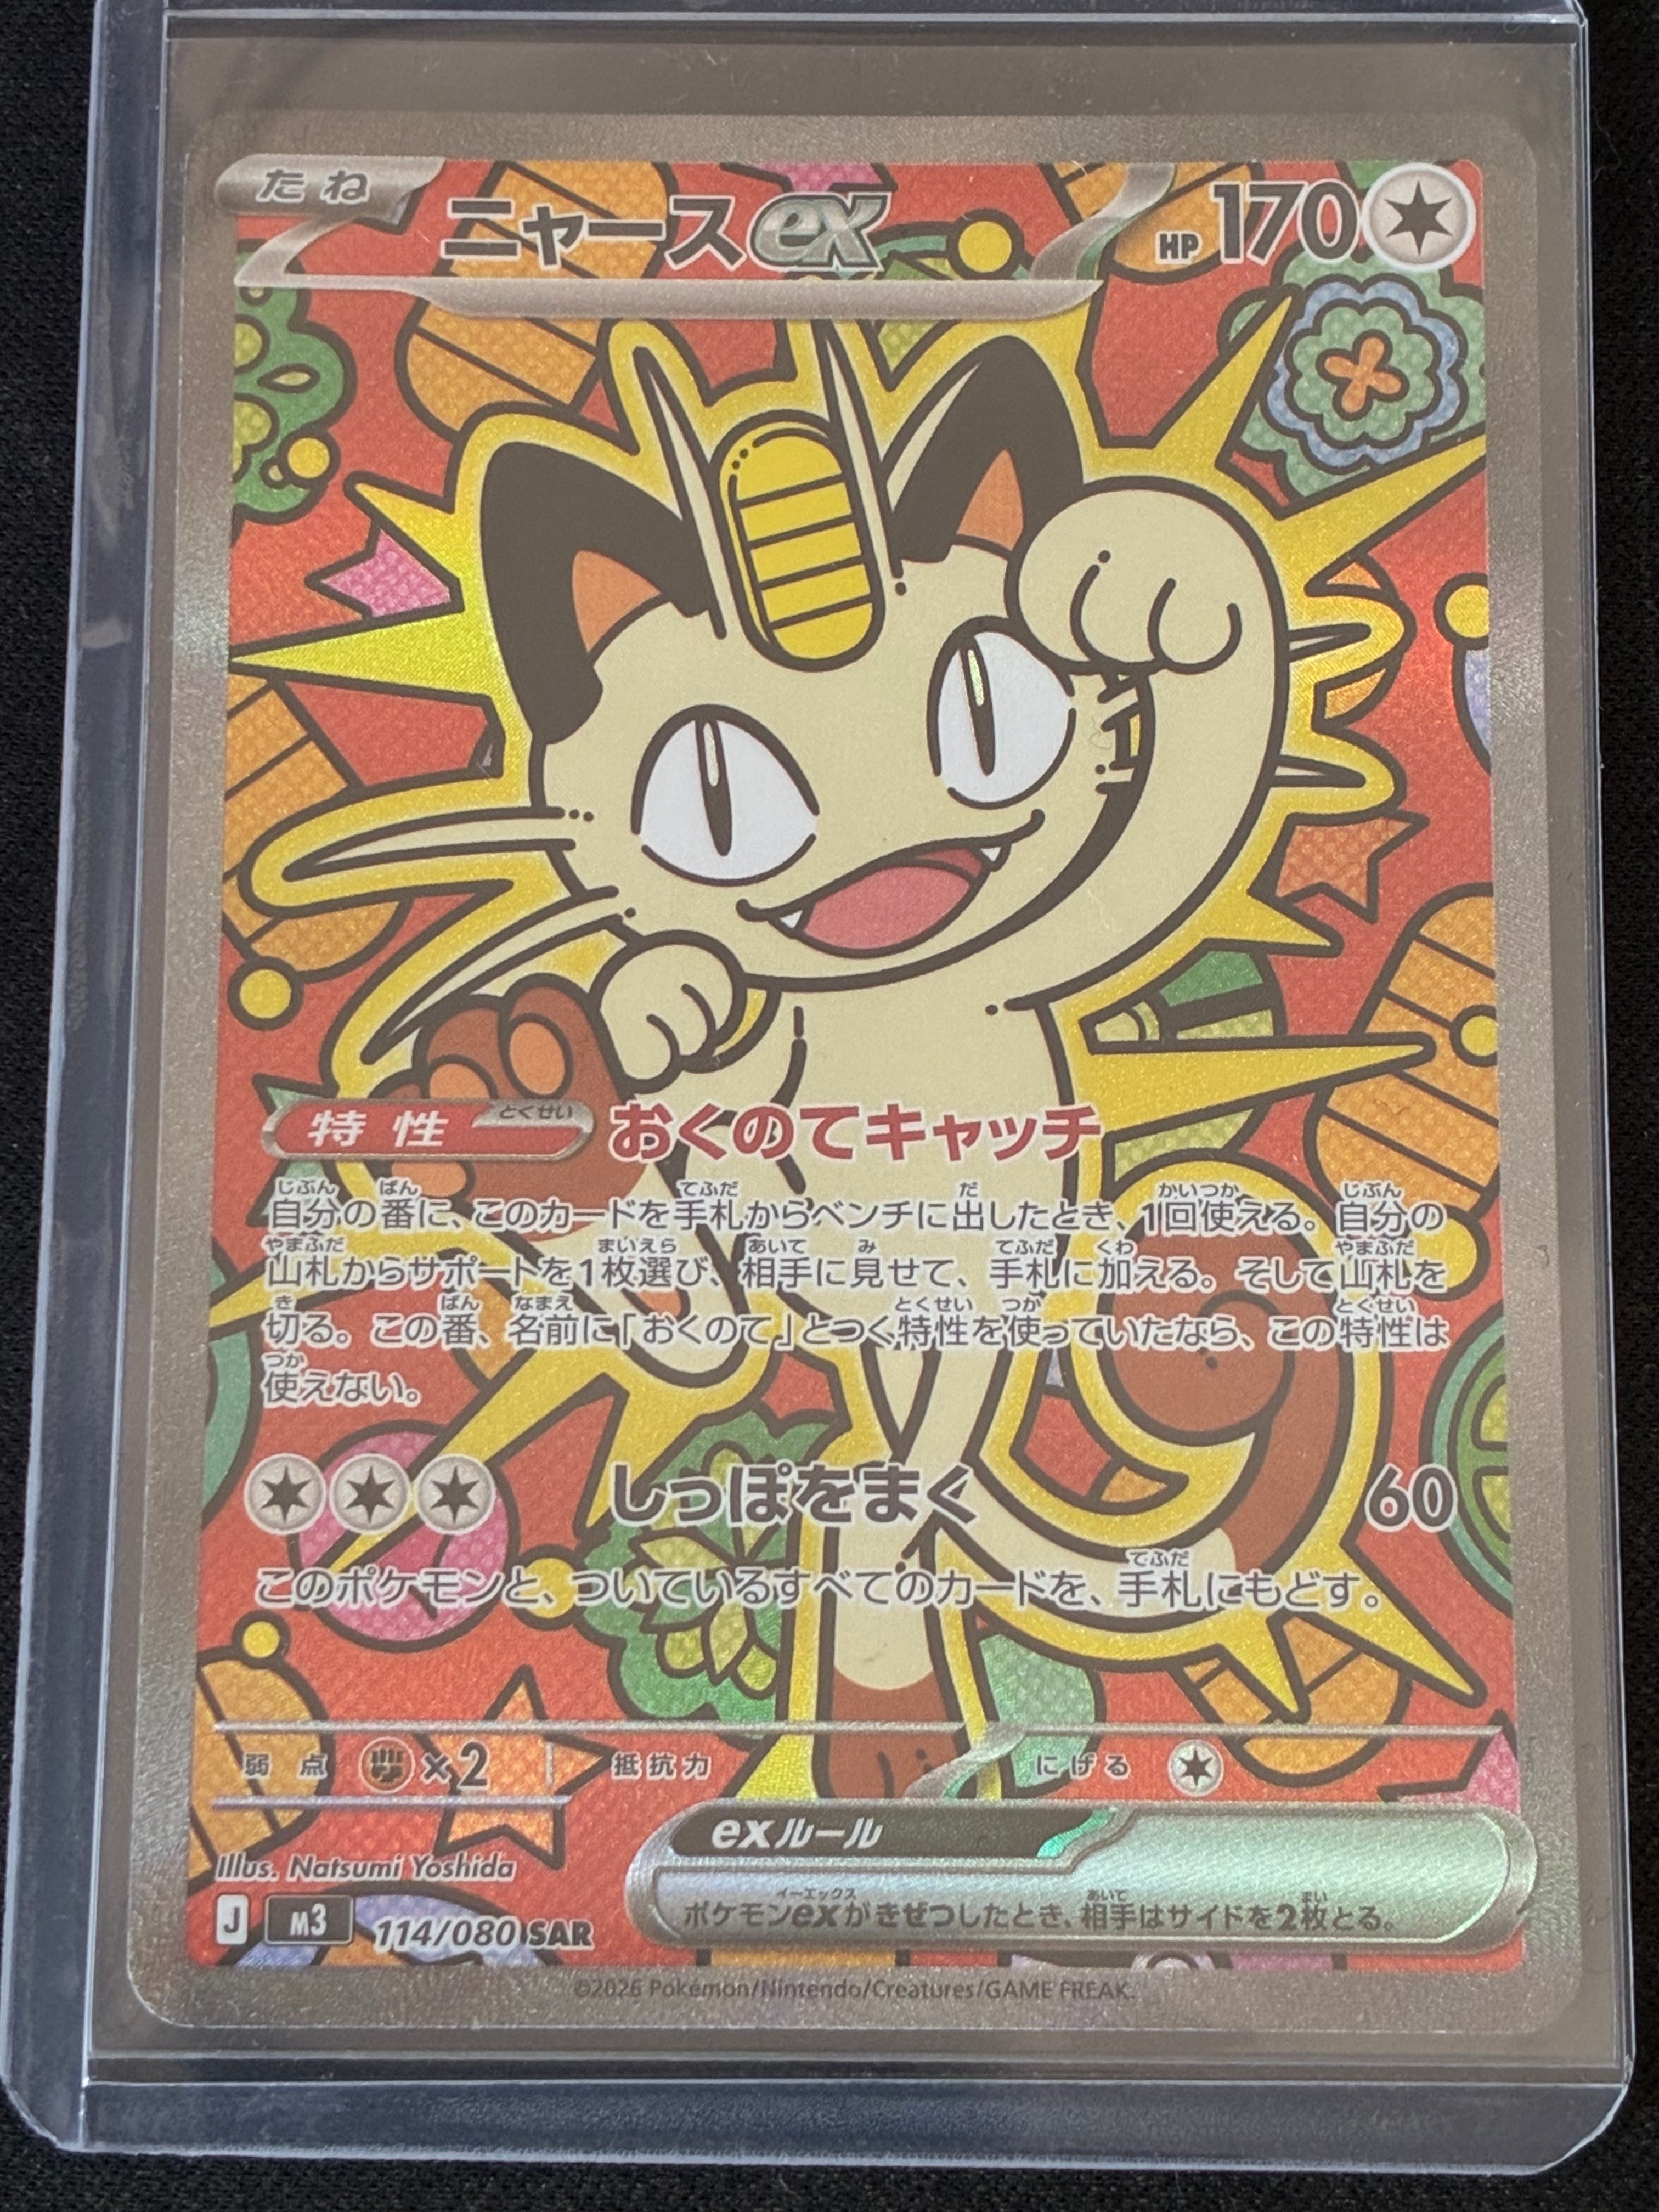 たね
ニャースex
HP 170
特性 とくせい おくのてキャッチ
じぶん ばん てふだ だ かいつか じぶん
自分の番に、このカードを手札からベンチに出したとき、1回使える。自分の
やまふだ まいえら あいて み てふだ くわ やまふだ
山札からサポートを1枚選び、相手に見せて、手札に加える。そして山札を
き ばん なまえ とくせい つか とくせい
切る。この番、名前に「おくのて」とつく特性を使っていたなら、この特性は
つか
使えない。
しっぽをまく 60
てふだ
このポケモンと、ついているすべてのカードを、手札にもどす。
弱点 ×2 抵抗力 にげる
exルール
イーエックス あいて まい
ポケモンexがきぜつしたとき、相手はサイドを2枚とる。
Illus. Natsumi Yoshida
J M3 114/080 SAR
©2026 Pokémon/Nintendo/Creatures/GAME FREAK.